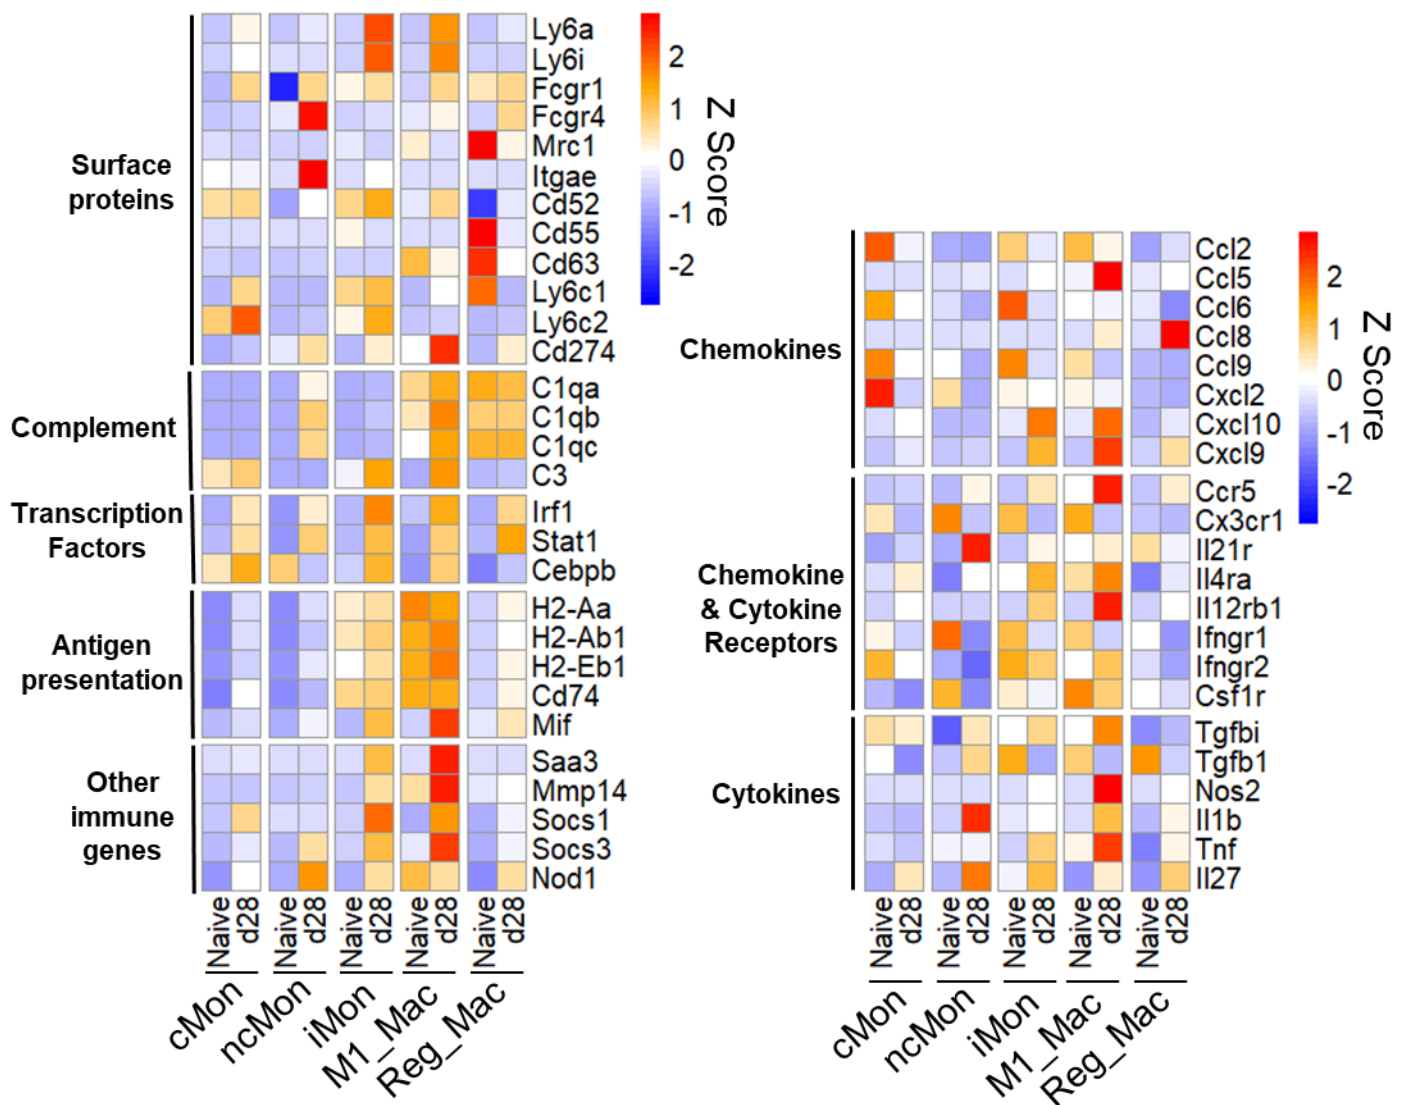 Surface
proteins
Ly6a
Ly6i
Fcgr1
Fcgr4
Mrc1
Itgae
Cd52
Cd55
Cd63
Ly6c1
Ly6c2
Cd274
Complement
C1qa
C1qb
C1qc
C3
Transcription
Factors
Irf1
Stat1
Cebpb
Antigen
presentation
H2-Aa
H2-Ab1
H2-Eb1
Cd74
Mif
Other
immune
genes
Saa3
Mmp14
Socs1
Socs3
Nod1
Naive d28 Naive d28 Naive d28 Naive d28 Naive d28
cMon ncMon iMon M1_Mac Reg_Mac
2
1
0
-1
-2
Z Score
Chemokines
Ccl2
Ccl5
Ccl6
Ccl8
Ccl9
Cxcl2
Cxcl10
Cxcl9
Chemokine
& Cytokine
Receptors
Ccr5
Cx3cr1
Il21r
Il4ra
Il12rb1
Ifngr1
Ifngr2
Csf1r
Cytokines
Tgfbi
Tgfb1
Nos2
Il1b
Tnf
Il27
Naive d28 Naive d28 Naive d28 Naive d28 Naive d28
cMon ncMon iMon M1_Mac Reg_Mac
2
1
0
-1
-2
Z Score